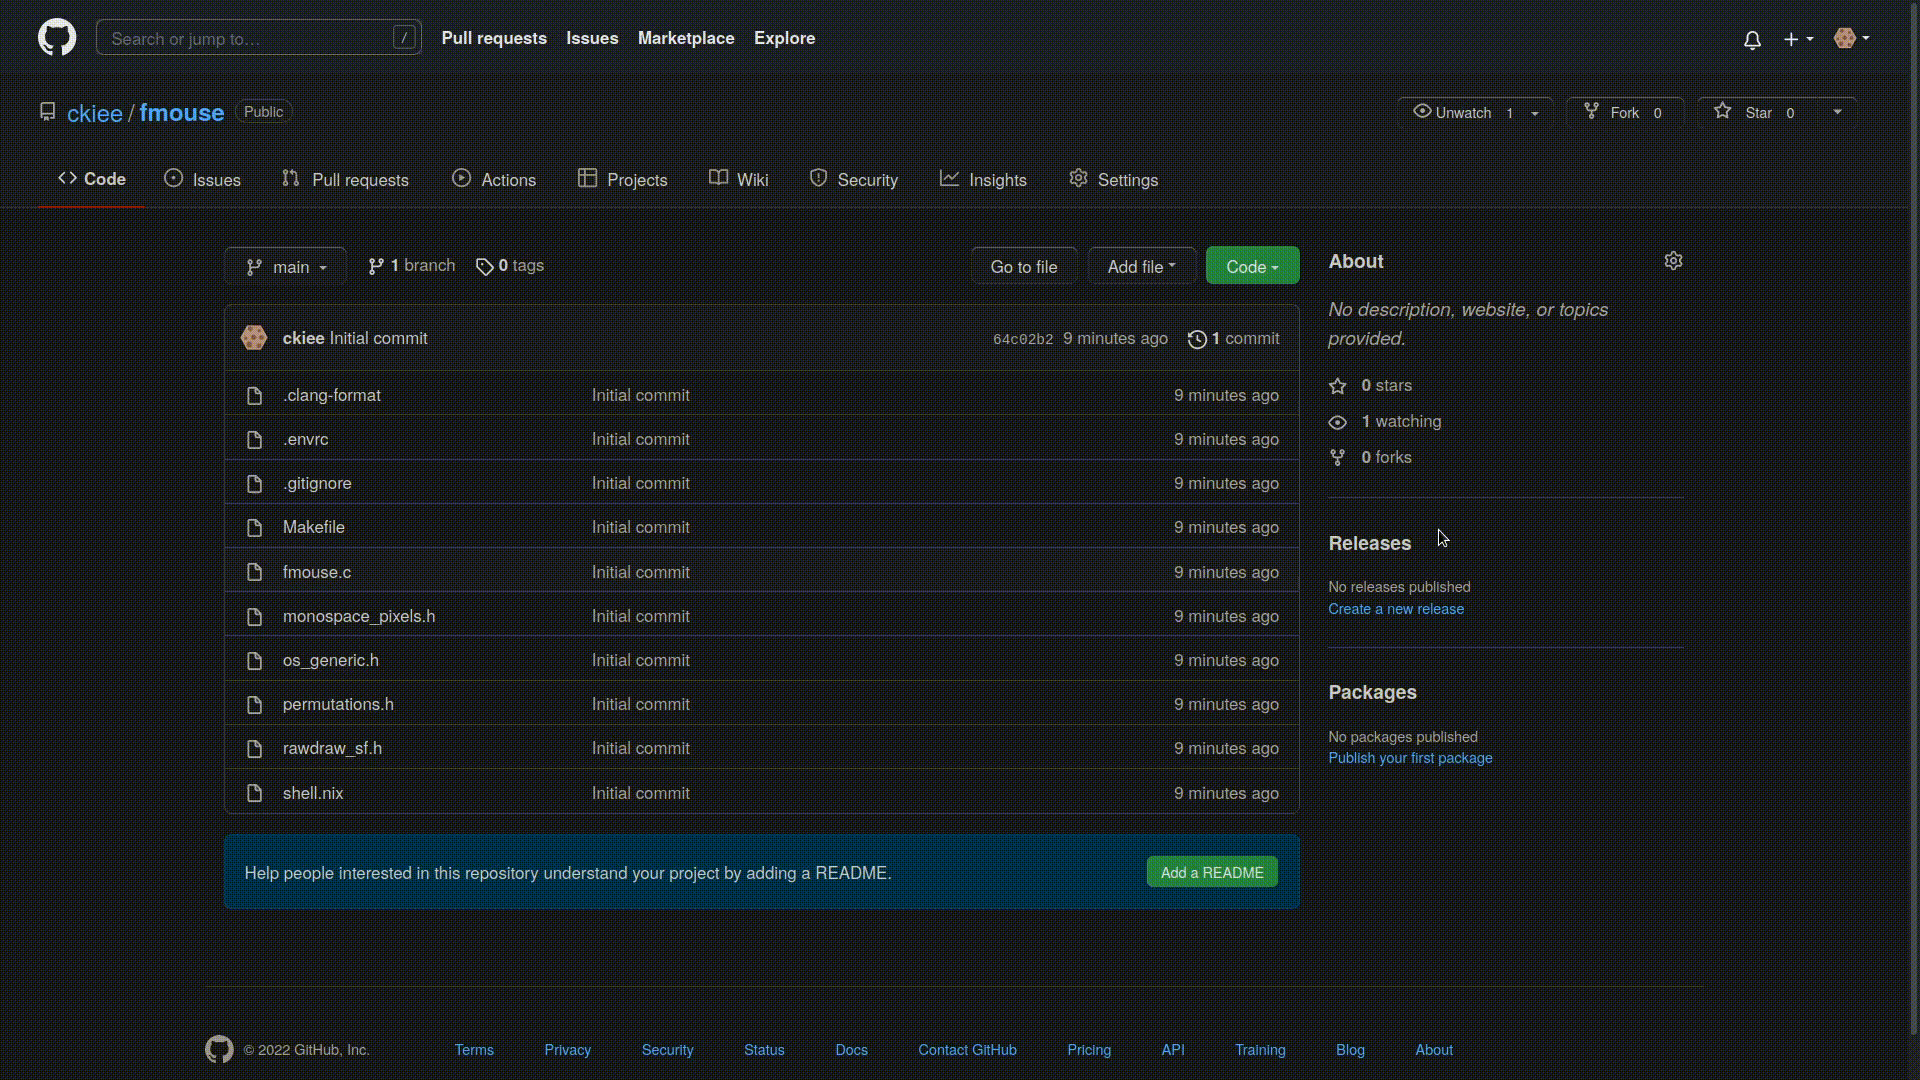 Search or jump to… /
Pull requests Issues Marketplace Explore
ckiee / fmouse Public
Unwatch 1 Fork 0 Star 0
Code Issues Pull requests Actions Projects Wiki Security Insights Settings
main 1 branch 0 tags Go to file Add file Code
ckiee Initial commit 64c02b2 9 minutes ago 1 commit
.clang-format Initial commit 9 minutes ago
.envrc Initial commit 9 minutes ago
.gitignore Initial commit 9 minutes ago
Makefile Initial commit 9 minutes ago
fmouse.c Initial commit 9 minutes ago
monospace_pixels.h Initial commit 9 minutes ago
os_generic.h Initial commit 9 minutes ago
permutations.h Initial commit 9 minutes ago
rawdraw_sf.h Initial commit 9 minutes ago
shell.nix Initial commit 9 minutes ago
Help people interested in this repository understand your project by adding a README. Add a README
About
No description, website, or topics
provided.
0 stars
1 watching
0 forks
Releases
No releases published
Create a new release
Packages
No packages published
Publish your first package
© 2022 GitHub, Inc. Terms Privacy Security Status Docs Contact GitHub Pricing API Training Blog About